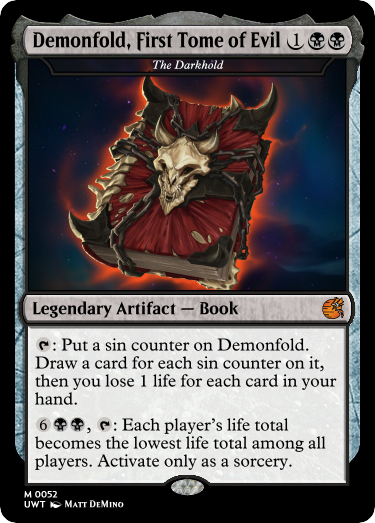 Demonfold, First Tome of Evil 1
The Darkhold
Legendary Artifact — Book
: Put a sin counter on Demonfold.
Draw a card for each sin counter on it,
then you lose 1 life for each card in your
hand.
6, : Each player's life total
becomes the lowest life total among all
players. Activate only as a sorcery.
M 0052
UWT Matt DeMino